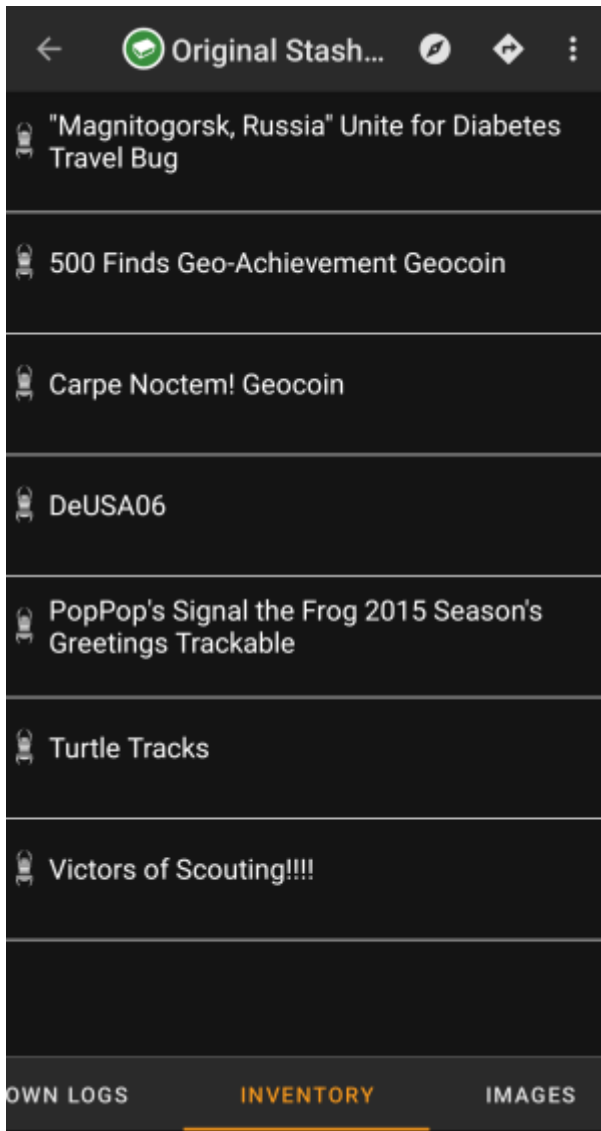 Original Stash...
"Magnitogorsk, Russia" Unite for Diabetes
Travel Bug
500 Finds Geo-Achievement Geocoin
Carpe Noctem! Geocoin
DeUSA06
PopPop's Signal the Frog 2015 Season's
Greetings Trackable
Turtle Tracks
Victors of Scouting!!!!
OWN LOGS INVENTORY IMAGES